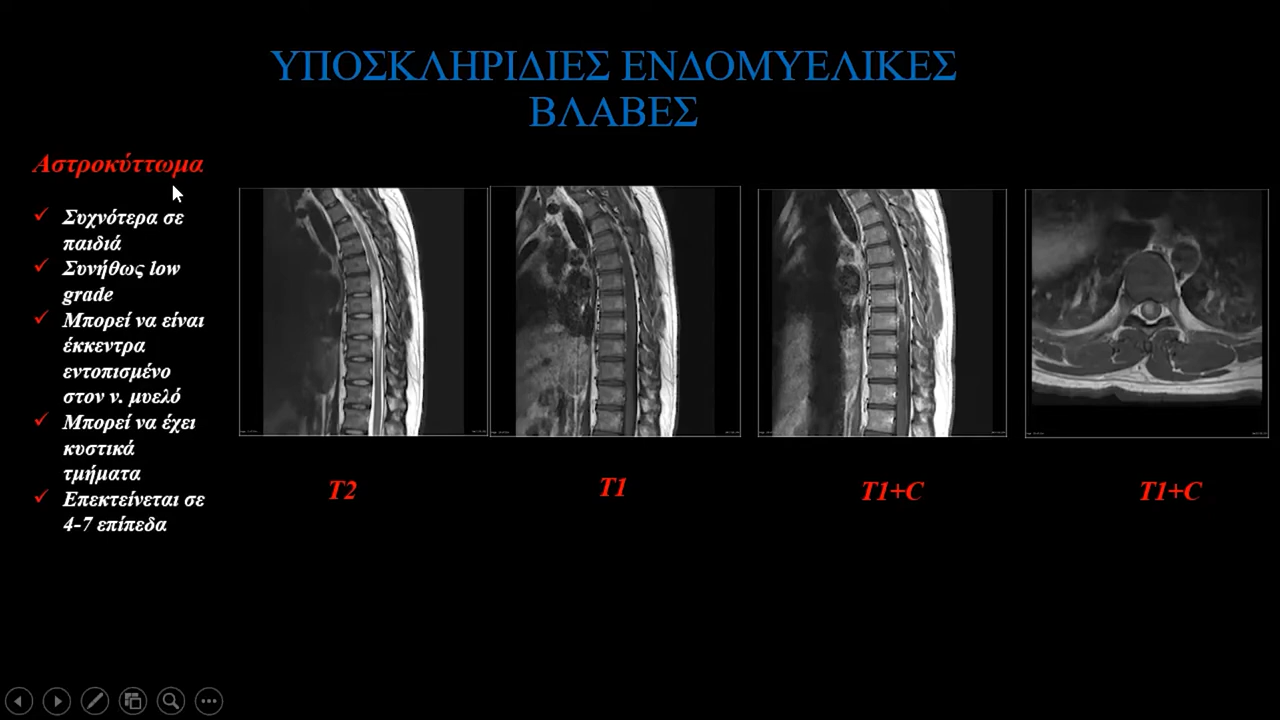 ΥΠΟΣΚΛΗΡΙΔΙΕΣ ΕΝΔΟΜΥΕΛΙΚΕΣ
ΒΛΑΒΕΣ
Αστροκύττωμα
✓ Συχνότερα σε
παιδιά
✓ Συνήθως low
grade
✓ Μπορεί να είναι
έκκεντρα
εντοπισμένο
στον ν. μυελό
✓ Μπορεί να έχει
κυστικά
τμήματα
✓ Επεκτείνεται σε
4-7 επίπεδα
T2
T1
T1+C
T1+C